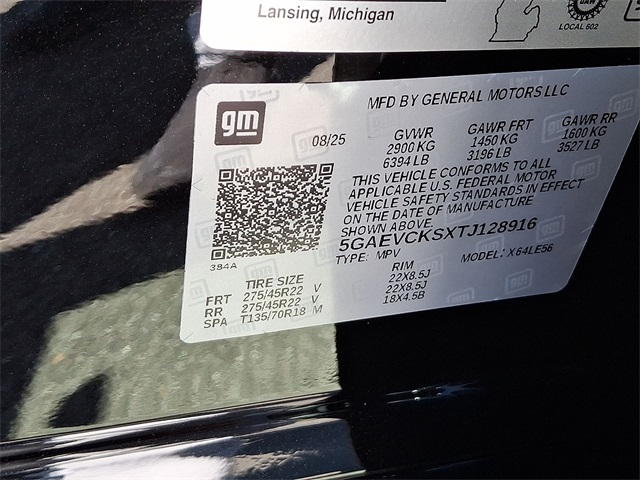 Lansing, Michigan
LOCAL 602
gm
MFD BY GENERAL MOTORS LLC
08/25
GVWR GAWR FRT GAWR RR
2900 KG 1450 KG 1600 KG
6394 LB 3196 LB 3527 LB
THIS VEHICLE CONFORMS TO ALL
APPLICABLE U.S. FEDERAL MOTOR
VEHICLE SAFETY STANDARDS IN EFFECT
ON THE DATE OF MANUFACTURE
SHOWN ABOVE.
5GAEVCKSXTJ128916
TYPE: MPV MODEL: X64LE56
384A
TIRE SIZE RIM
FRT 275/45R22 V 22X8.5J
RR 275/45R22 V 22X8.5J
SPA T135/70R18 M 18X4.5B